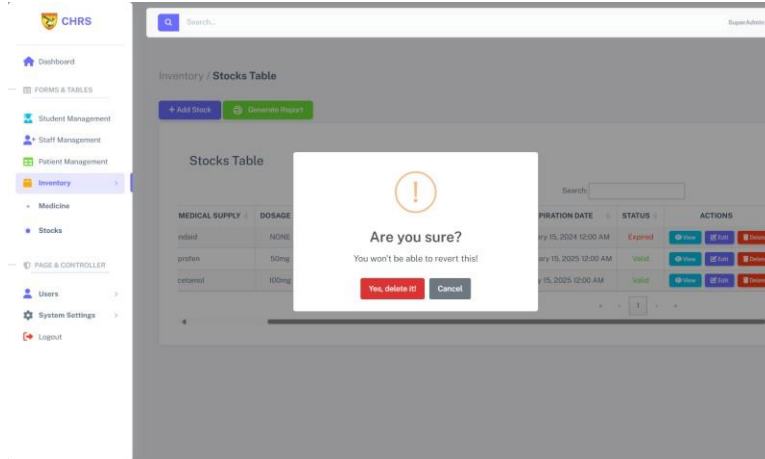 CHRS
Search...
SuperAdmin
Dashboard
FORMS & TABLES
Student Management
Staff Management
Patient Management
Inventory
Medicine
Stocks
PAGE & CONTROLLER
Users
System Settings
Logout
Inventory / Stocks Table
+ Add Stock Generate Report
Stocks Table
Search:
MEDICAL SUPPLY DOSAGE PIRATION DATE STATUS ACTIONS
ndaid NONE ry 15, 2024 12:00 AM Expired View Edit Delete
profen 50mg ary 15, 2025 12:00 AM Valid View Edit Delete
cetamol 100mg y 15, 2025 12:00 AM Valid View Edit Delete
1
!
Are you sure?
You won't be able to revert this!
Yes, delete it! Cancel